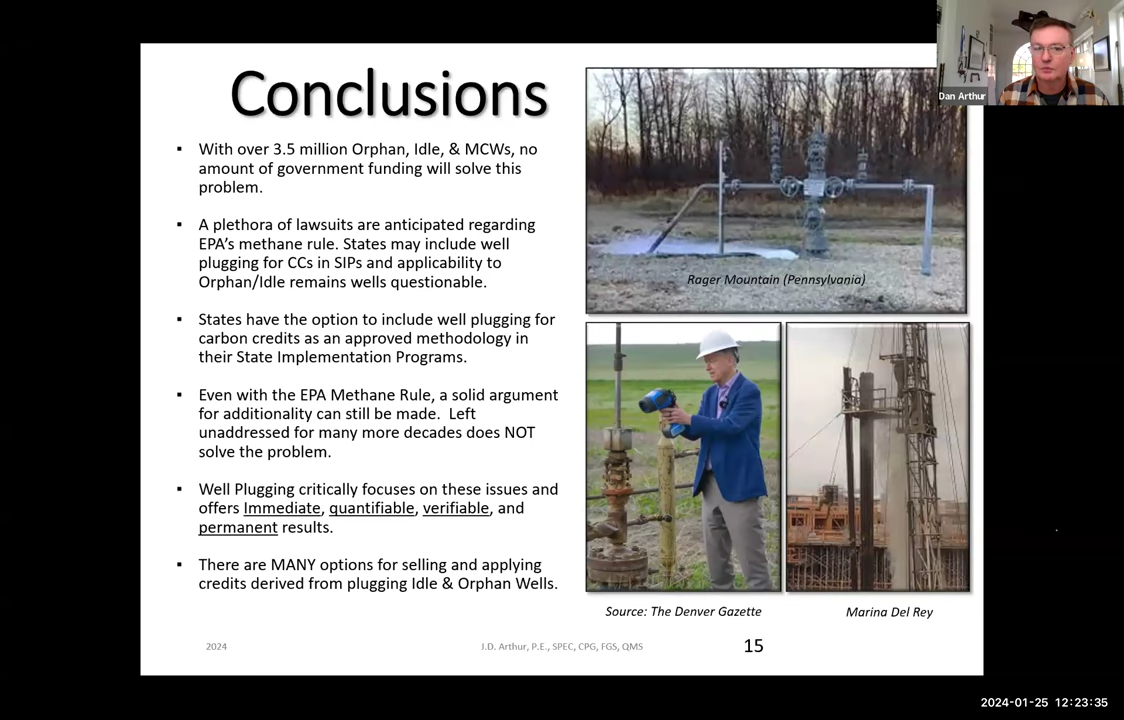 Conclusions
▪ With over 3.5 million Orphan, Idle, & MCWs, no
amount of government funding will solve this
problem.
▪ A plethora of lawsuits are anticipated regarding
EPA's methane rule. States may include well
plugging for CCs in SIPs and applicability to
Orphan/Idle remains wells questionable.
▪ States have the option to include well plugging for
carbon credits as an approved methodology in
their State Implementation Programs.
▪ Even with the EPA Methane Rule, a solid argument
for additionality can still be made.  Left
unaddressed for many more decades does NOT
solve the problem.
▪ Well Plugging critically focuses on these issues and
offers Immediate, quantifiable, verifiable, and
permanent results.
▪ There are MANY options for selling and applying
credits derived from plugging Idle & Orphan Wells.
Dan Arthur
Rager Mountain (Pennsylvania)
Source: The Denver Gazette
Marina Del Rey
2024
J.D. Arthur, P.E., SPEC, CPG, FGS, QMS
15
2024-01-25 12:23:35